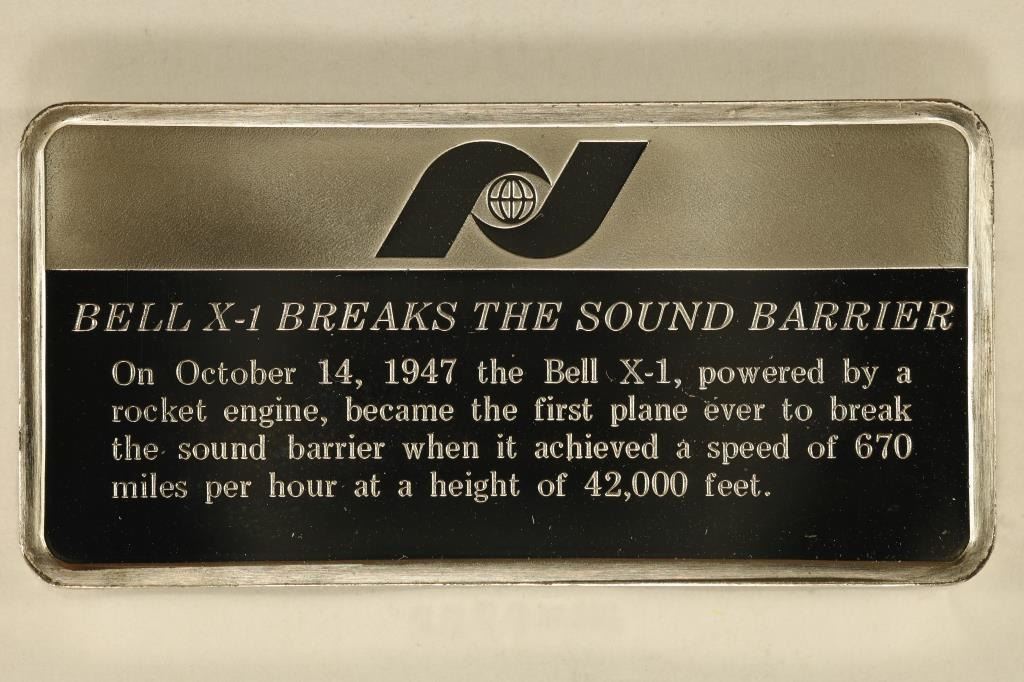 BELL X-1 BREAKS THE SOUND BARRIER
On October 14, 1947 the Bell X-1, powered by a
rocket engine, became the first plane ever to break
the sound barrier when it achieved a speed of 670
miles per hour at a height of 42,000 feet.